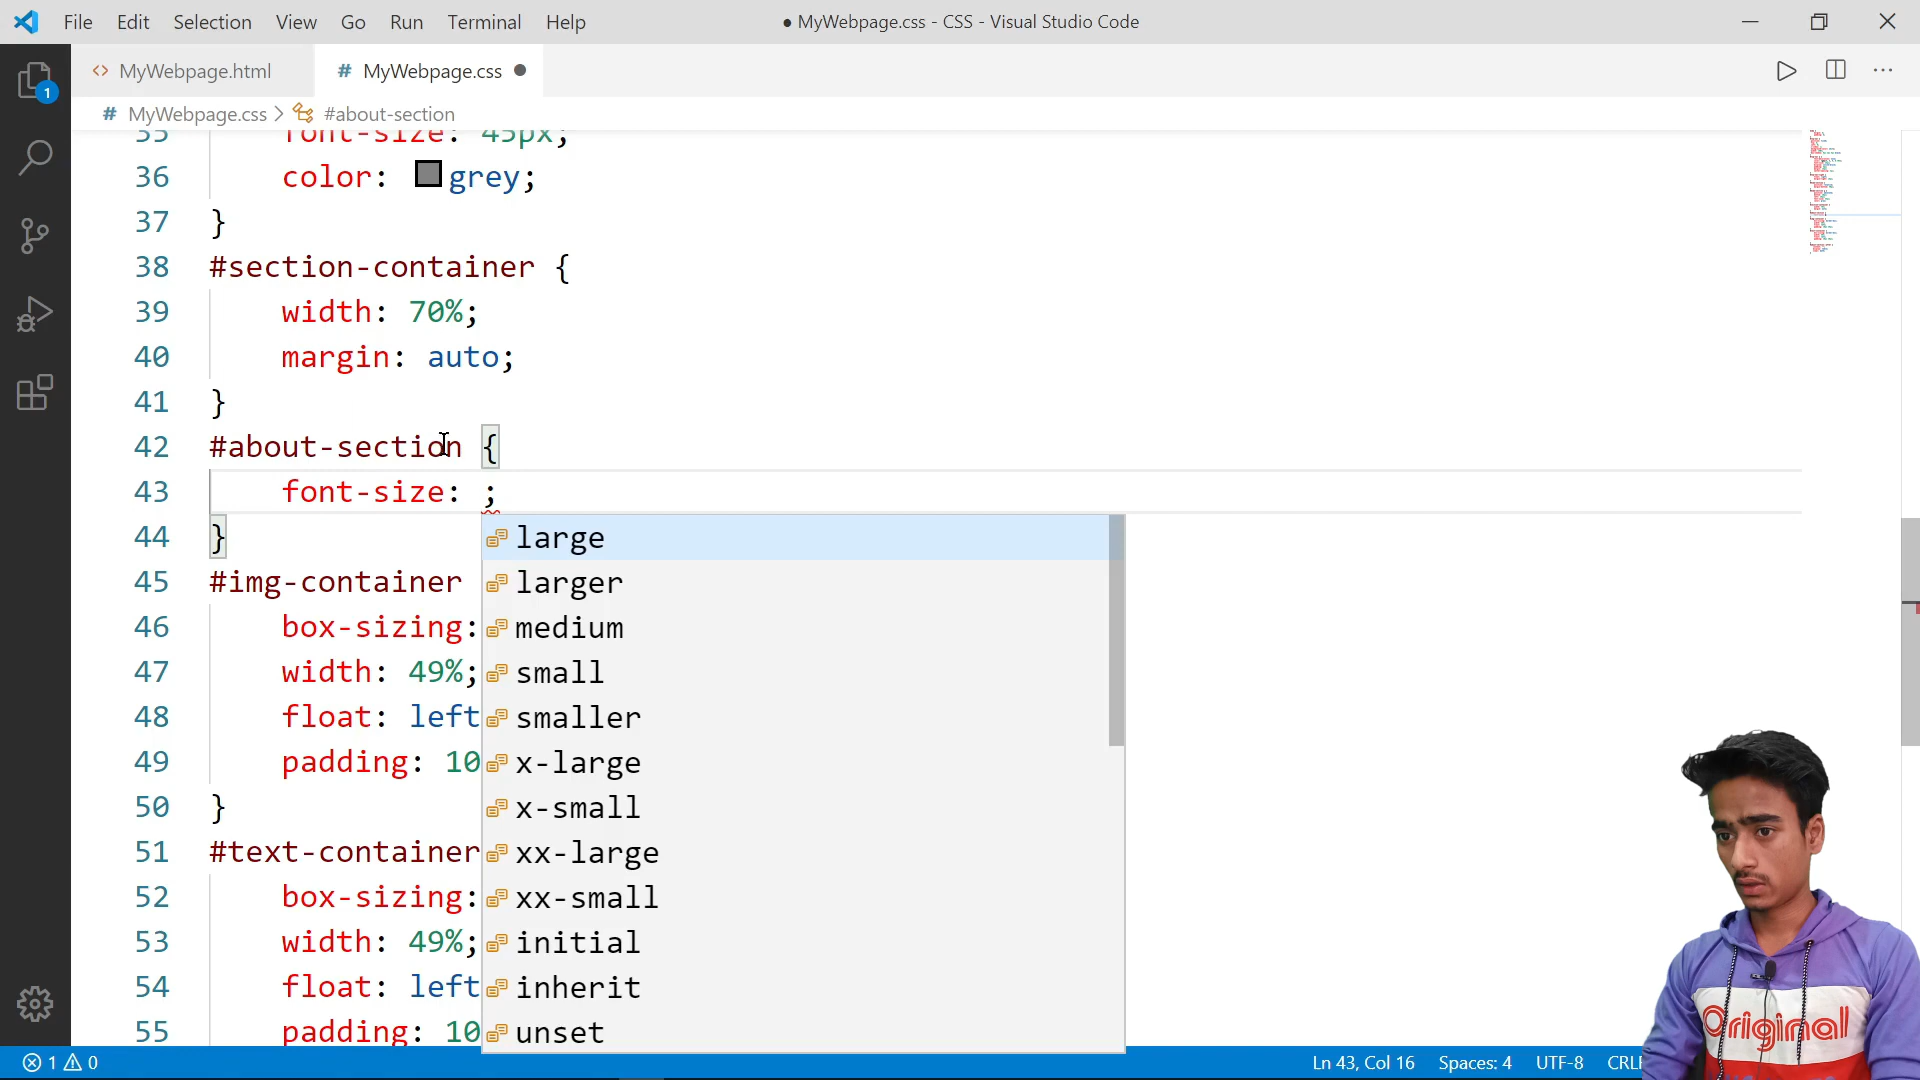 File Edit Selection View Go Run Terminal Help ● MyWebpage.css - CSS - Visual Studio Code
<> MyWebpage.html # MyWebpage.css ●
1
# MyWebpage.css > #about-section
35 font-size: 45px;
36 color: grey;
37 }
38 #section-container {
39 width: 70%;
40 margin: auto;
41 }
42 #about-section {
43 font-size: ;
44 }
large
45 #img-container
larger
46 box-sizing:
medium
47 width: 49%;
small
48 float: left
smaller
49 padding: 10
x-large
50 }
x-small
51 #text-container
xx-large
52 box-sizing:
xx-small
53 width: 49%;
initial
54 float: left
inherit
55 padding: 10
unset
Original
1 0 Ln 43, Col 16 Spaces: 4 UTF-8